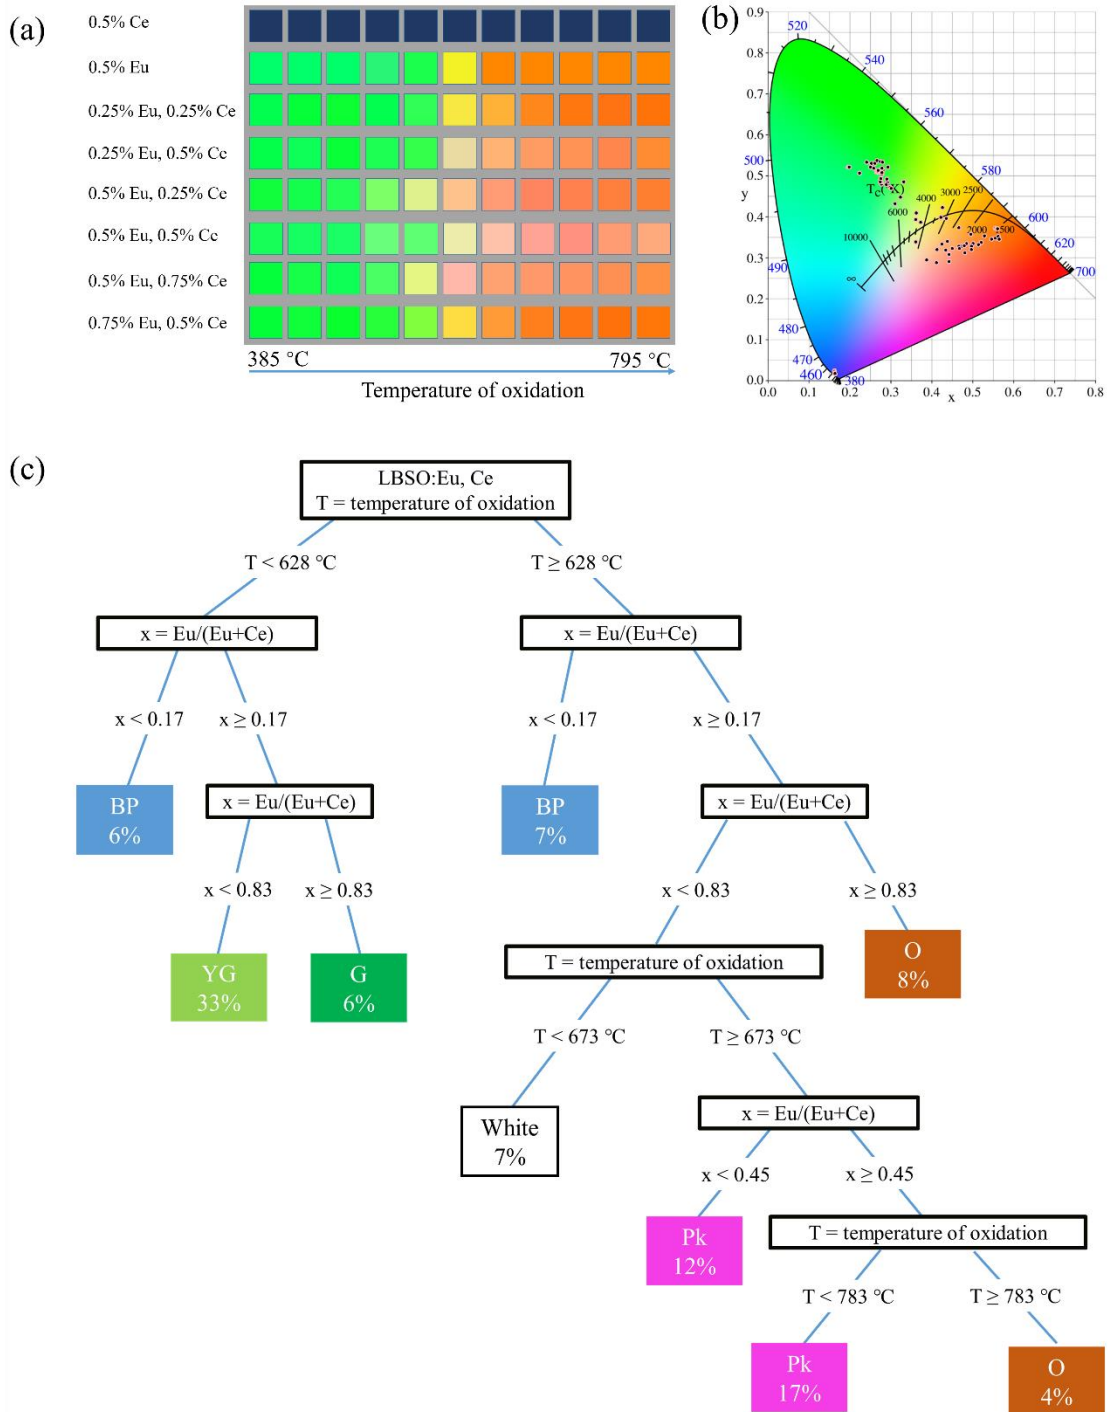 (a)
0.5% Ce
0.5% Eu
0.25% Eu, 0.25% Ce
0.25% Eu, 0.5% Ce
0.5% Eu, 0.25% Ce
0.5% Eu, 0.5% Ce
0.5% Eu, 0.75% Ce
0.75% Eu, 0.5% Ce
385 °C 795 °C
Temperature of oxidation
(b)
0.9
0.8
0.7
0.6
0.5
y
0.4
0.3
0.2
0.1
0.0
0.0 0.1 0.2 0.3 0.4 0.5 0.6 0.7 0.8
x
520
540
560
500
580
600
620
700
490
480
470
460
380
4000
3000
2500
6000
2000
10000
∞
(c)
LBSO:Eu, Ce
T = temperature of oxidation
T < 628 °C T ≥ 628 °C
x = Eu/(Eu+Ce) x = Eu/(Eu+Ce)
x < 0.17 x ≥ 0.17 x < 0.17 x ≥ 0.17
BP
6%
x = Eu/(Eu+Ce)
BP
7%
x = Eu/(Eu+Ce)
x < 0.83 x ≥ 0.83 x < 0.83 x ≥ 0.83
YG
33%
G
6%
T = temperature of oxidation
O
8%
T < 673 °C T ≥ 673 °C
White
7%
x = Eu/(Eu+Ce)
x < 0.45 x ≥ 0.45
Pk
12%
T = temperature of oxidation
T < 783 °C T ≥ 783 °C
Pk
17%
O
4%